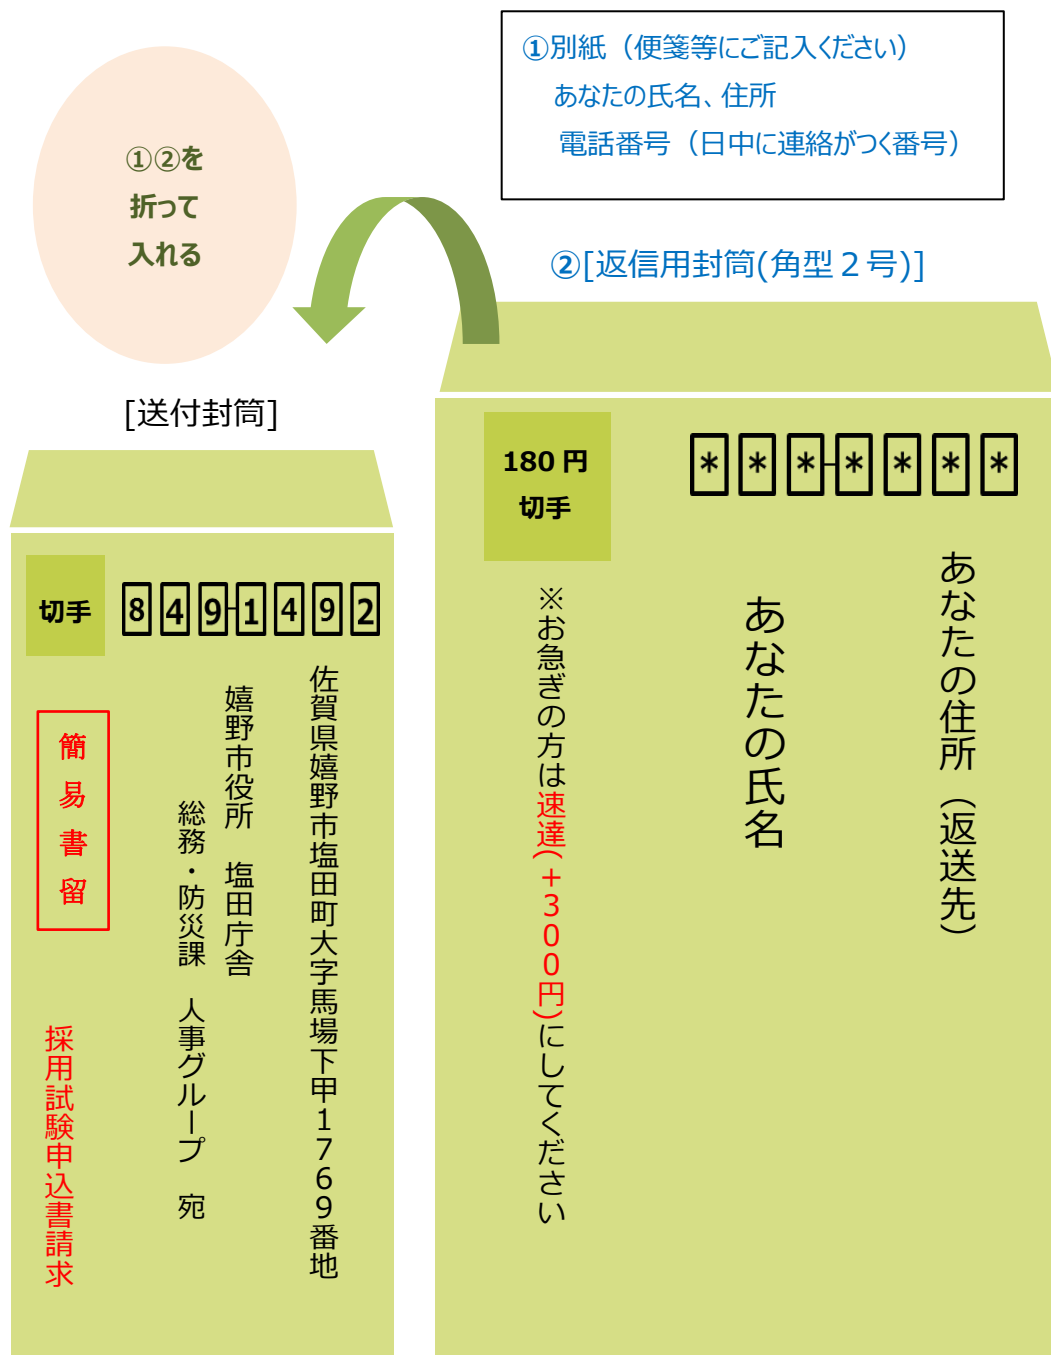 ①別紙（便箋等にご記入ください）
あなたの氏名、住所
電話番号（日中に連絡がつく番号）
①②を
折って
入れる
②[返信用封筒(角型２号)]
[送付封筒]
切手
849-1492
佐賀県嬉野市塩田町大字馬場下甲1769番地
嬉野市役所　塩田庁舎
総務・防災課　人事グループ　宛
簡易書留
採用試験申込書請求
180円
切手
***-****
あなたの住所（返送先）
あなたの氏名
※お急ぎの方は速達(+300円)にしてください